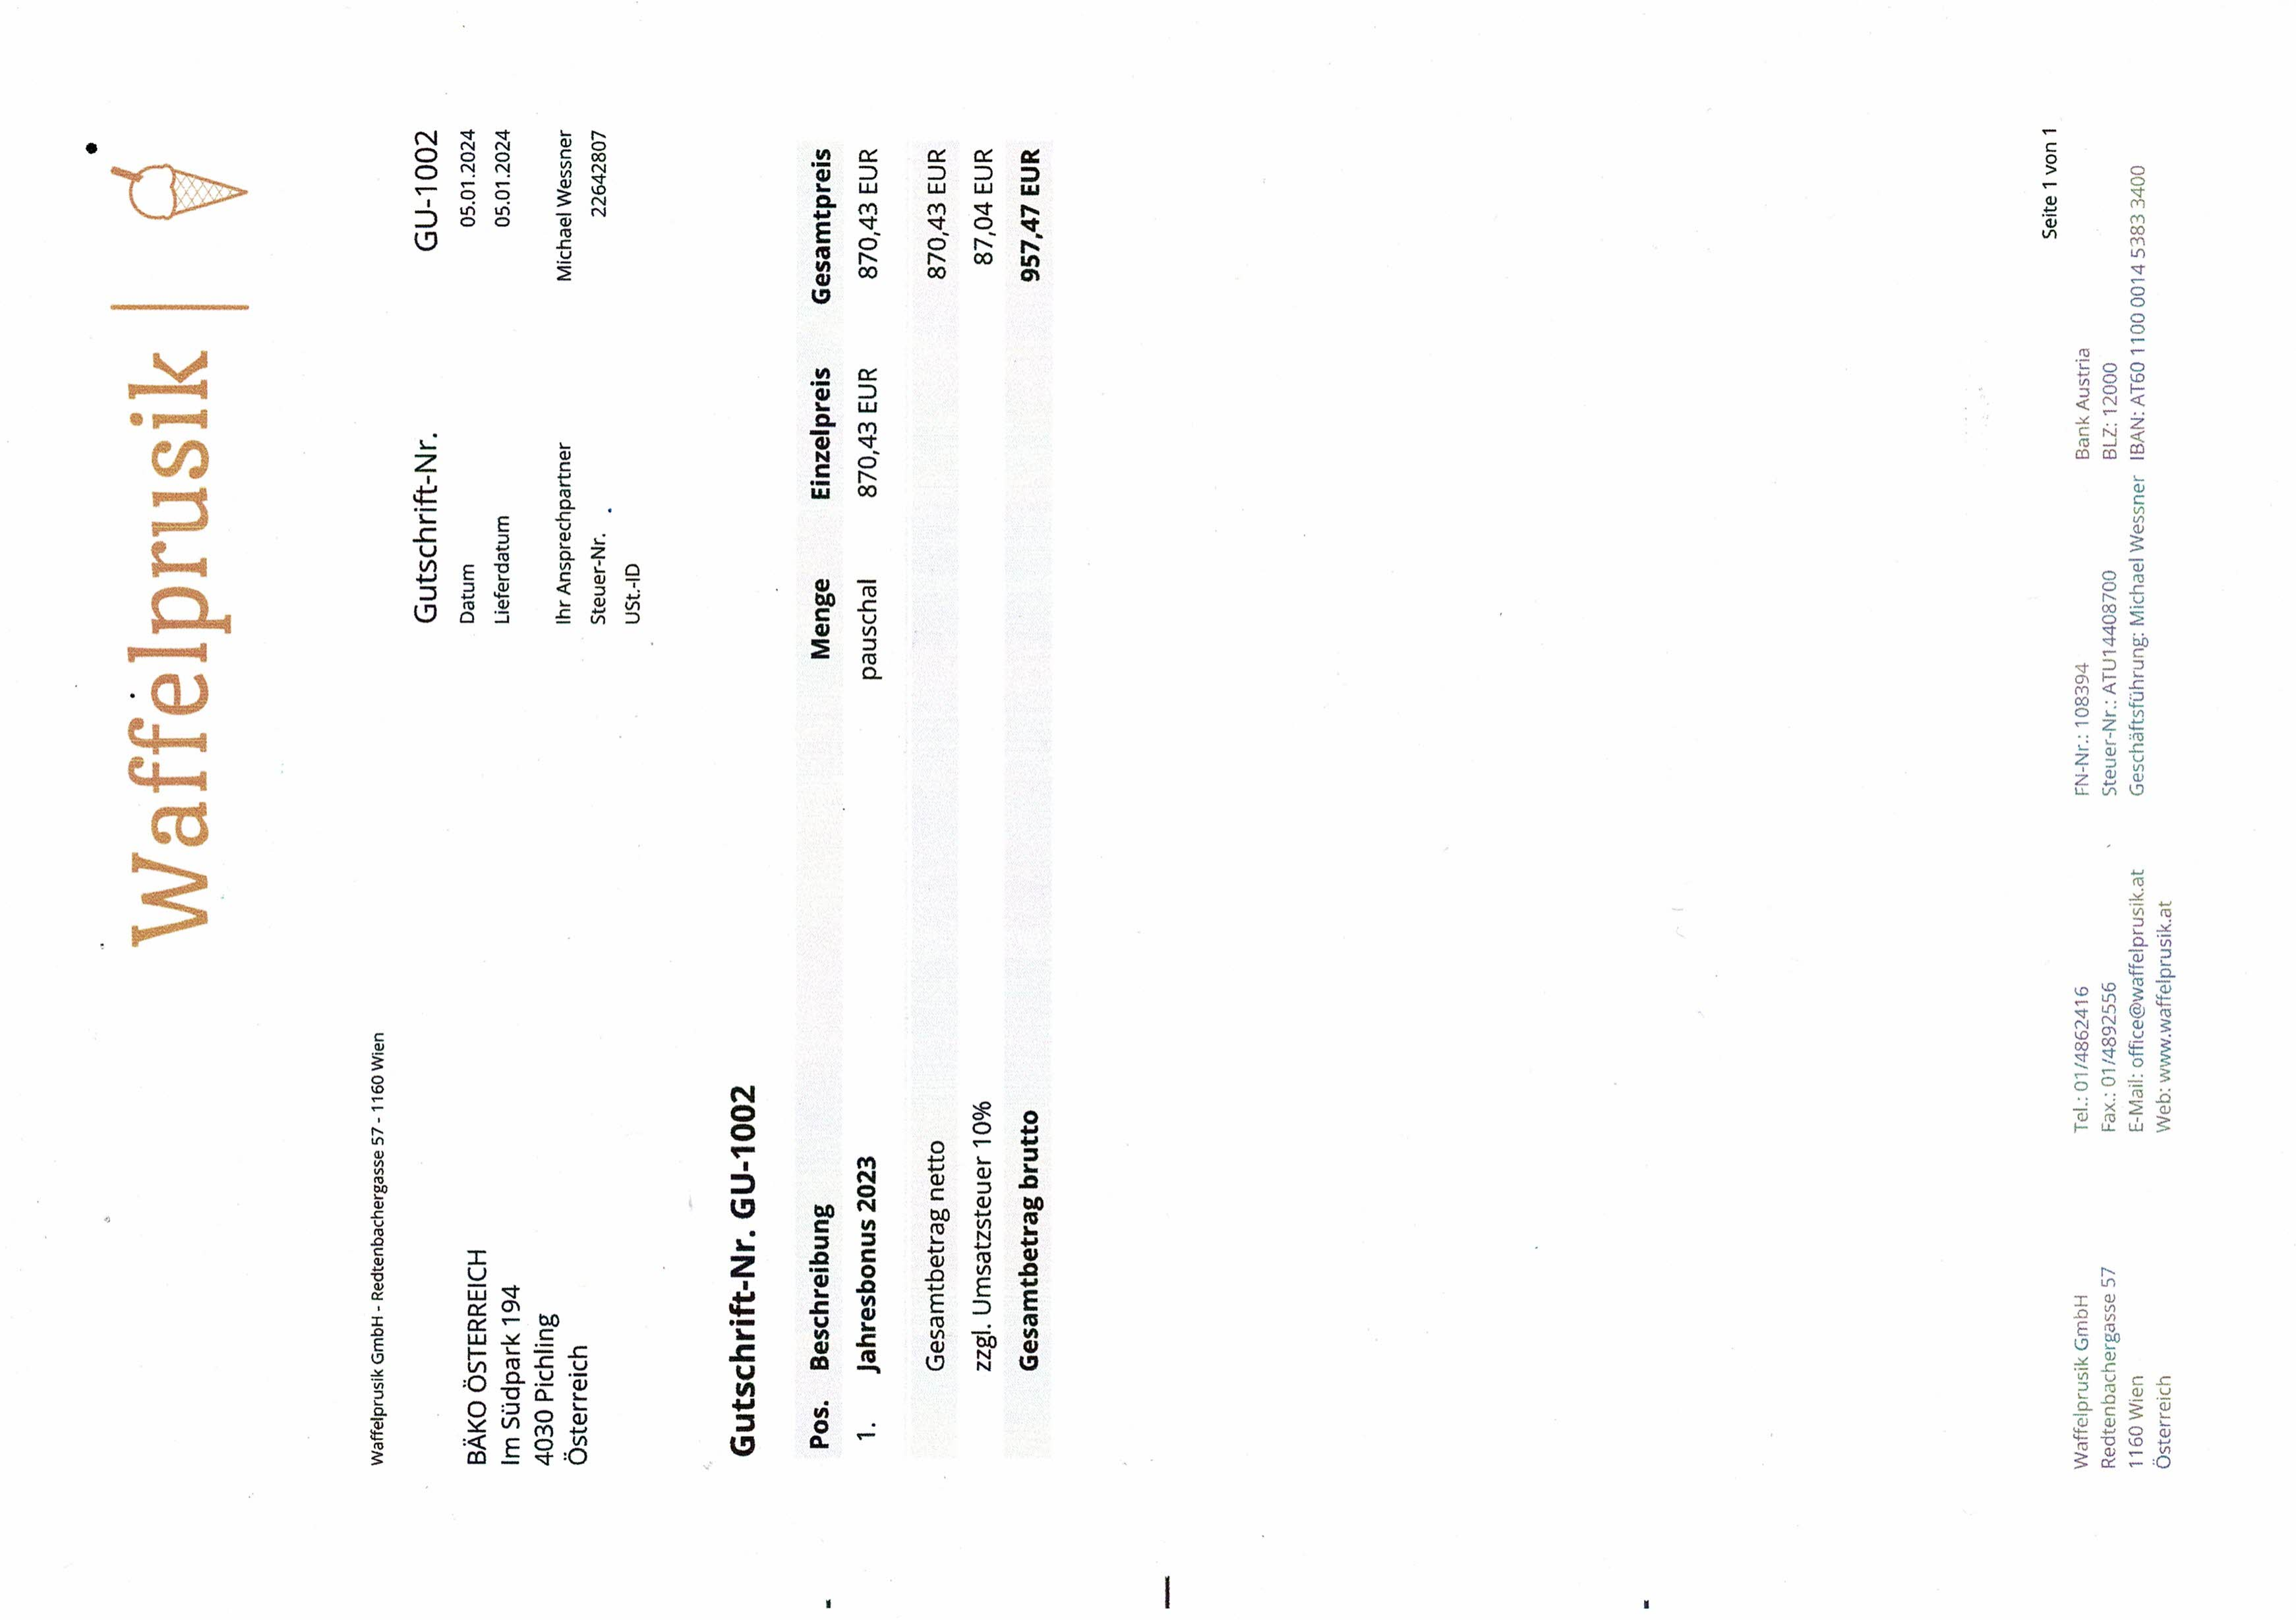 Waffelprusik
Waffelprusik GmbH - Redtenbachergasse 57 - 1160 Wien
BÄKO ÖSTERREICH
Im Südpark 194
4030 Pichling
Österreich
Gutschrift-Nr. GU-1002
Datum 05.01.2024
Lieferdatum 05.01.2024
Ihr Ansprechpartner Michael Wessner
Steuer-Nr. 22642807
USt.-ID
Gutschrift-Nr. GU-1002
Pos. Beschreibung Menge Einzelpreis Gesamtpreis
1. Jahresbonus 2023 pauschal 870,43 EUR 870,43 EUR
Gesamtbetrag netto 870,43 EUR
zzgl. Umsatzsteuer 10% 87,04 EUR
Gesamtbetrag brutto 957,47 EUR
Seite 1 von 1
Waffelprusik GmbH Tel.: 01/4862416 FN-Nr.: 108394 Bank Austria
Redtenbachergasse 57 Fax.: 01/4892556 Steuer-Nr.: ATU14408700 BLZ: 12000
1160 Wien E-Mail: office@waffelprusik.at Geschäftsführung: Michael Wessner IBAN: AT60 1100 0014 5383 3400
Österreich Web: www.waffelprusik.at